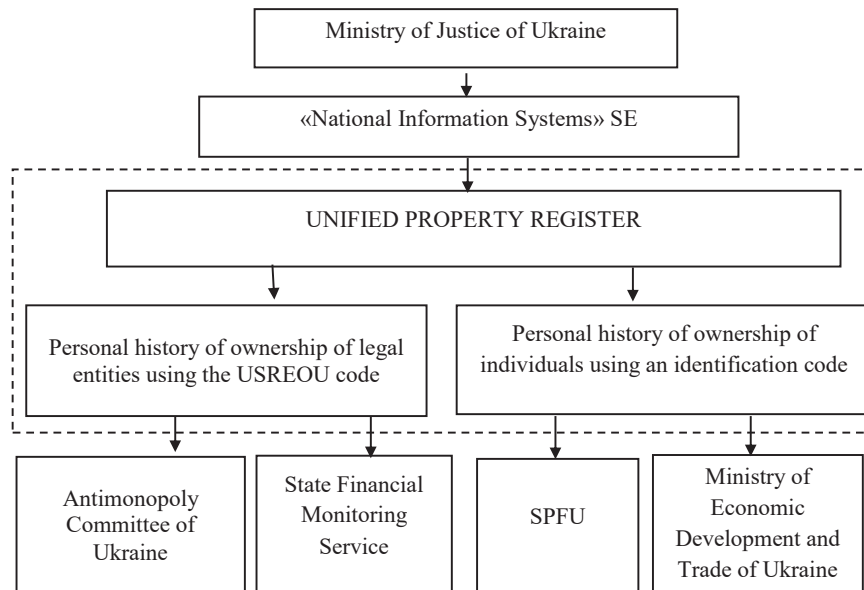 Ministry of Justice of Ukraine
«National Information Systems» SE
UNIFIED PROPERTY REGISTER
Personal history of ownership of legal
entities using the USREOU code
Personal history of ownership of
individuals using an identification code
Antimonopoly
Committee of
Ukraine
State Financial
Monitoring
Service
SPFU
Ministry of
Economic
Development and
Trade of Ukraine